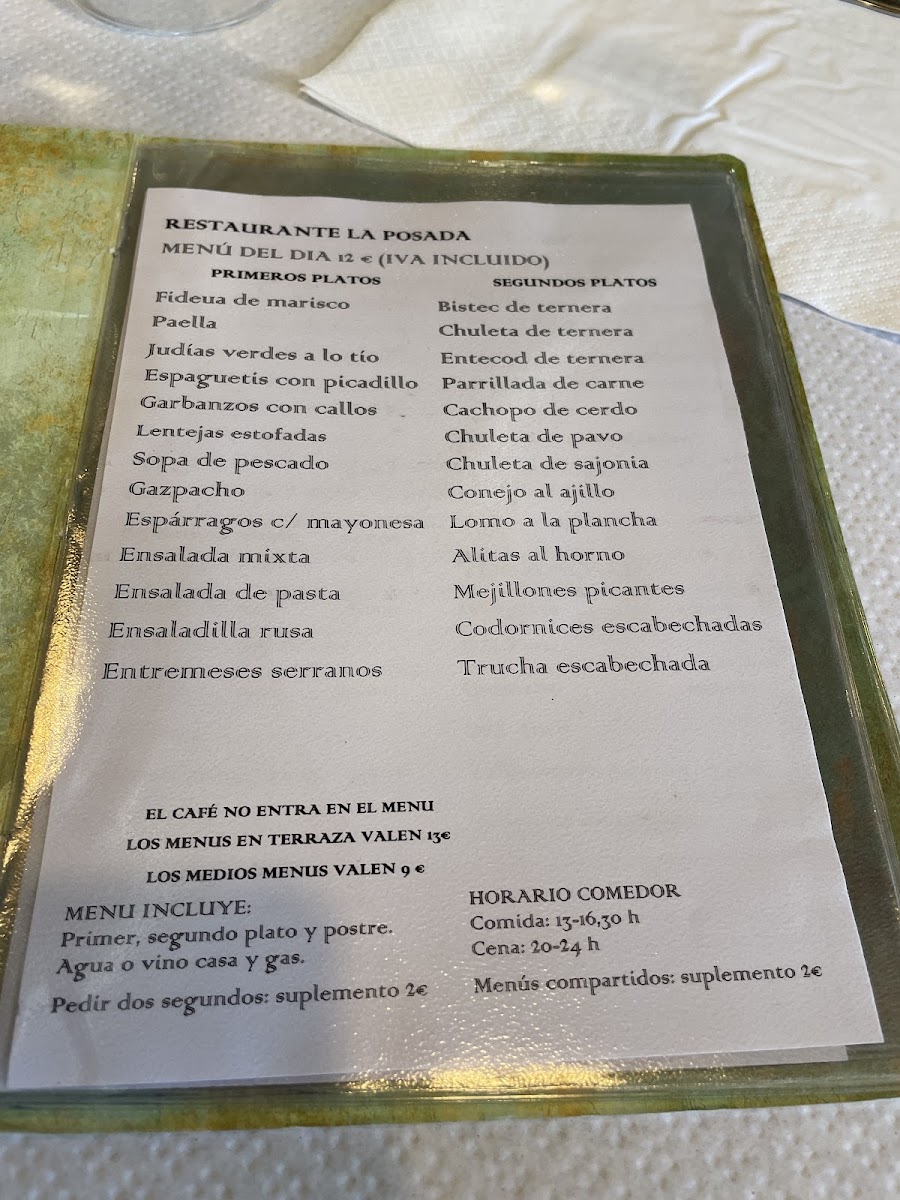 RESTAURANTE LA POSADA
MENÚ DEL DIA 12 € (IVA INCLUIDO)
PRIMEROS PLATOS
Fideua de marisco
Paella
Judías verdes a lo tío
Espaguetis con picadillo
Garbanzos con callos
Lentejas estofadas
Sopa de pescado
Gazpacho
Espárragos c/ mayonesa
Ensalada mixta
Ensalada de pasta
Ensaladilla rusa
Entremeses serranos
SEGUNDOS PLATOS
Bistec de ternera
Chuleta de ternera
Entecod de ternera
Parrillada de carne
Cachopo de cerdo
Chuleta de pavo
Chuleta de sajonia
Conejo al ajillo
Lomo a la plancha
Alitas al horno
Mejillones picantes
Codornices escabechadas
Trucha escabechada
EL CAFÉ NO ENTRA EN EL MENU
LOS MENUS EN TERRAZA VALEN 13€
LOS MEDIOS MENUS VALEN 9 €
MENU INCLUYE:
Primer, segundo plato y postre.
Agua o vino casa y gas.
Pedir dos segundos: suplemento 2€
HORARIO COMEDOR
Comida: 13-16,30 h
Cena: 20-24 h
Menús compartidos: suplemento 2€